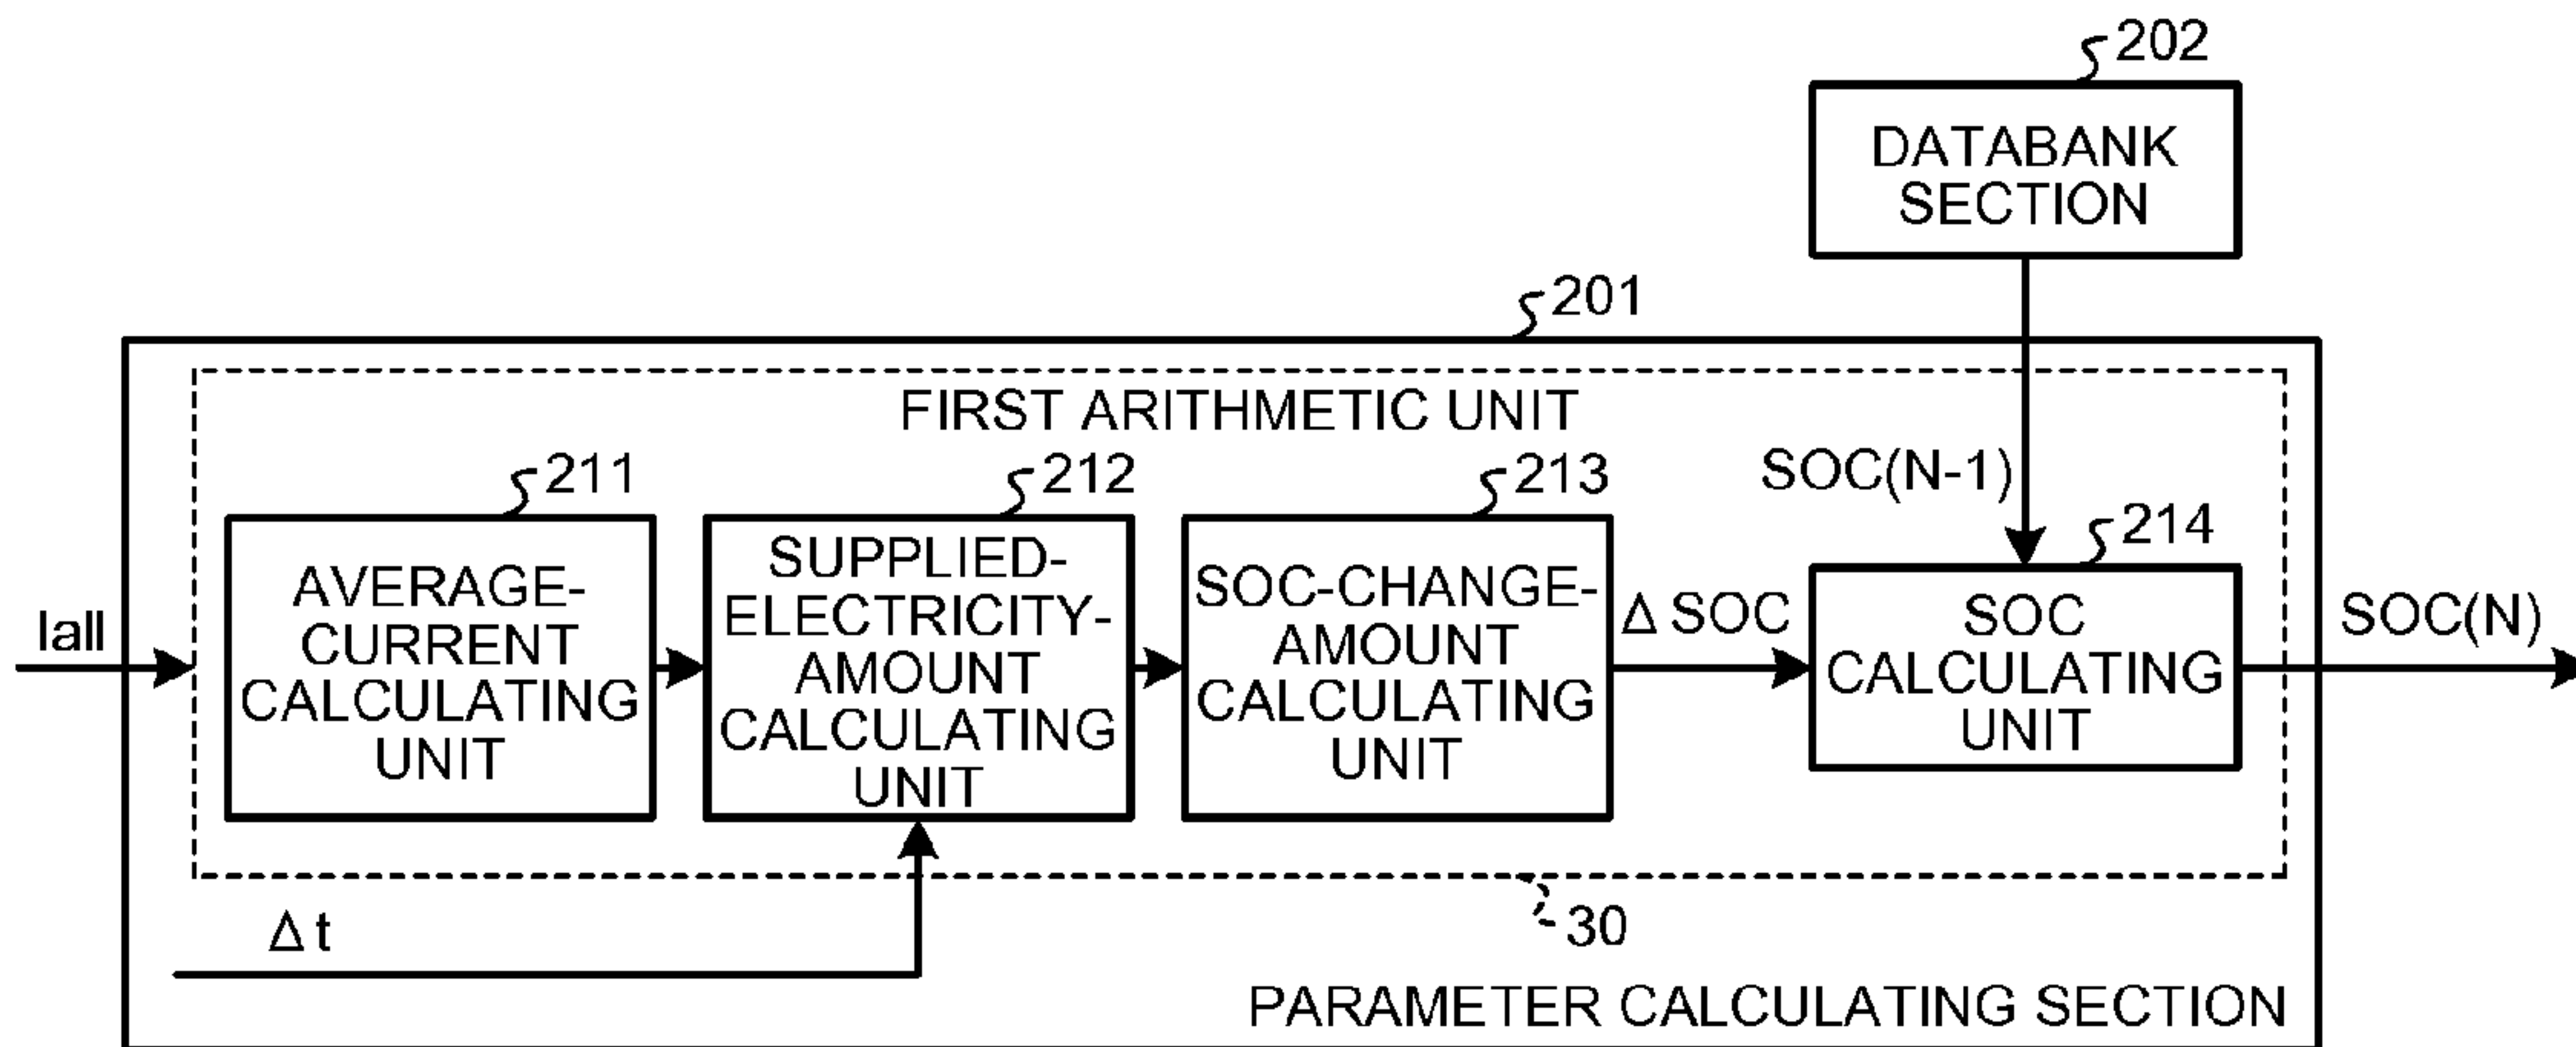 202
DATABANK
SECTION
201
FIRST ARITHMETIC UNIT
211
212
213
SOC(N-1)
214
Iall
AVERAGE-
CURRENT
CALCULATING
UNIT
SUPPLIED-
ELECTRICITY-
AMOUNT
CALCULATING
UNIT
SOC-CHANGE-
AMOUNT
CALCULATING
UNIT
Δ SOC
SOC
CALCULATING
UNIT
SOC(N)
Δt
30
PARAMETER CALCULATING SECTION